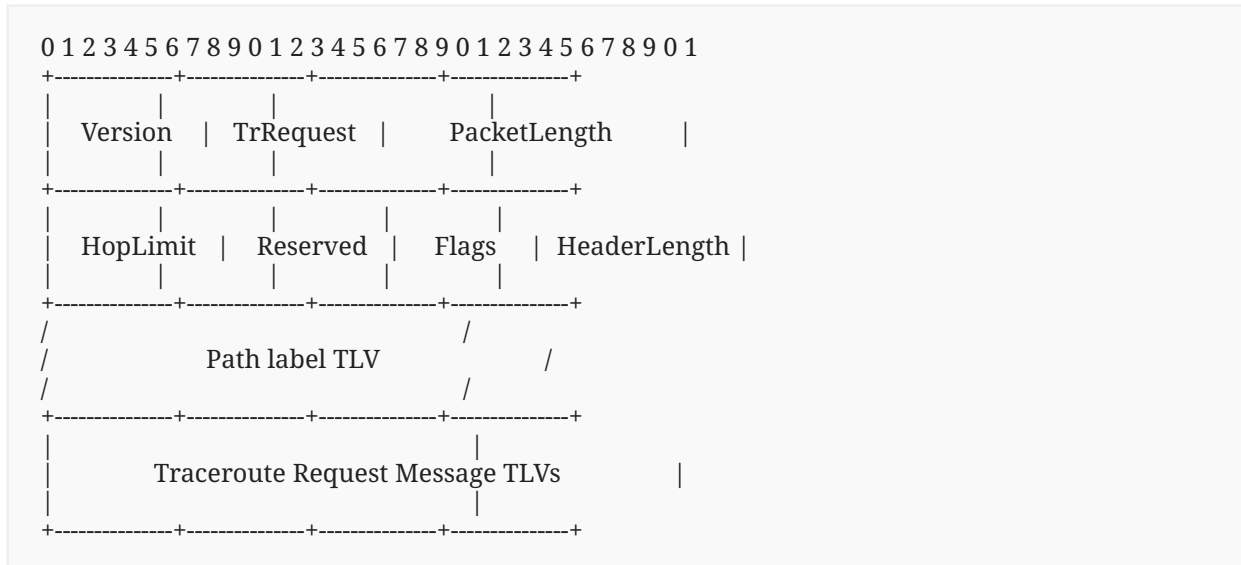 0 1 2 3 4 5 6 7 8 9 0 1 2 3 4 5 6 7 8 9 0 1 2 3 4 5 6 7 8 9 0 1
+---------------+---------------+---------------+---------------+
| | | |
| Version | TrRequest | PacketLength |
| | | |
+---------------+---------------+---------------+---------------+
| | | | |
| HopLimit | Reserved | Flags | HeaderLength |
| | | | |
+---------------+---------------+---------------+---------------+
/ /
/ Path label TLV /
/ /
+---------------+---------------+---------------+---------------+
| |
| Traceroute Request Message TLVs |
| |
+---------------+---------------+---------------+---------------+